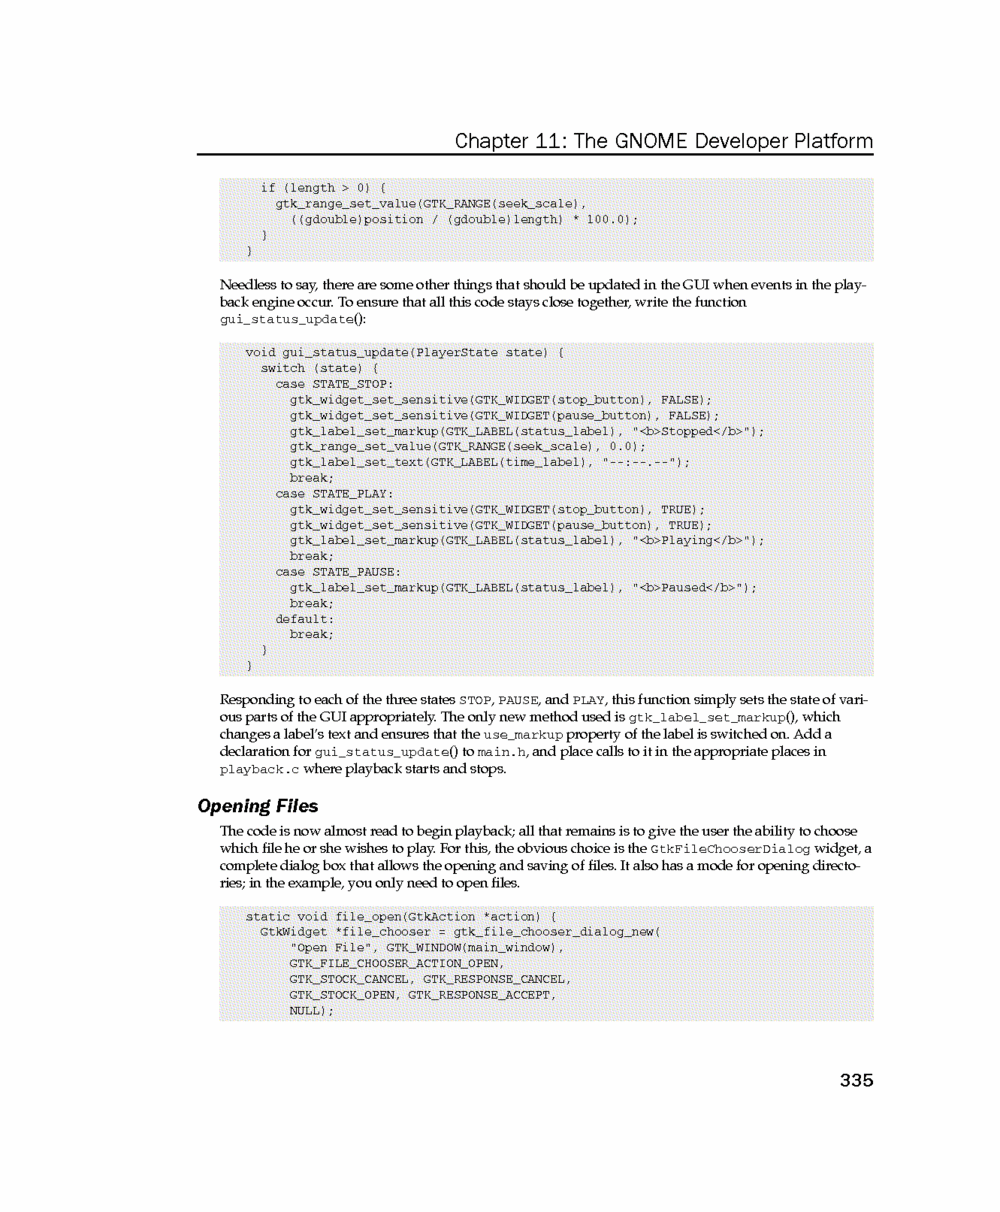 Chapter 11: The GNOME Developer Platform
if (length > 0) {
gtk_range_set_value(GTK_RANGE(seek_scale),
((gdouble)position / (gdouble)length) * 100.0);
}
}
Needless to say, there are some other things that should be updated in the GUI when events in the play-
back engine occur. To ensure that all this code stays close together, write the function
gui_status_update():
void gui_status_update(PlayerState state) {
switch (state) {
case STATE_STOP:
gtk_widget_set_sensitive(GTK_WIDGET(stop_button), FALSE);
gtk_widget_set_sensitive(GTK_WIDGET(pause_button), FALSE);
gtk_label_set_markup(GTK_LABEL(status_label), "<b>Stopped</b>");
gtk_range_set_value(GTK_RANGE(seek_scale), 0.0);
gtk_label_set_text(GTK_LABEL(time_label), "--:--.--");
break;
case STATE_PLAY:
gtk_widget_set_sensitive(GTK_WIDGET(stop_button), TRUE);
gtk_widget_set_sensitive(GTK_WIDGET(pause_button), TRUE);
gtk_label_set_markup(GTK_LABEL(status_label), "<b>Playing</b>");
break;
case STATE_PAUSE:
gtk_label_set_markup(GTK_LABEL(status_label), "<b>Paused</b>");
break;
default:
break;
}
}
Responding to each of the three states STOP, PAUSE, and PLAY, this function simply sets the state of vari-
ous parts of the GUI appropriately. The only new method used is gtk_label_set_markup(), which
changes a label's text and ensures that the use_markup property of the label is switched on. Add a
declaration for gui_status_update() to main.h, and place calls to it in the appropriate places in
playback.c where playback starts and stops.
Opening Files
The code is now almost read to begin playback; all that remains is to give the user the ability to choose
which file he or she wishes to play. For this, the obvious choice is the GtkFileChooserDialog widget, a
complete dialog box that allows the opening and saving of files. It also has a mode for opening directo-
ries; in the example, you only need to open files.
static void file_open(GtkAction *action) {
GtkWidget *file_chooser = gtk_file_chooser_dialog_new(
"Open File", GTK_WINDOW(main_window),
GTK_FILE_CHOOSER_ACTION_OPEN,
GTK_STOCK_CANCEL, GTK_RESPONSE_CANCEL,
GTK_STOCK_OPEN, GTK_RESPONSE_ACCEPT,
NULL);
335